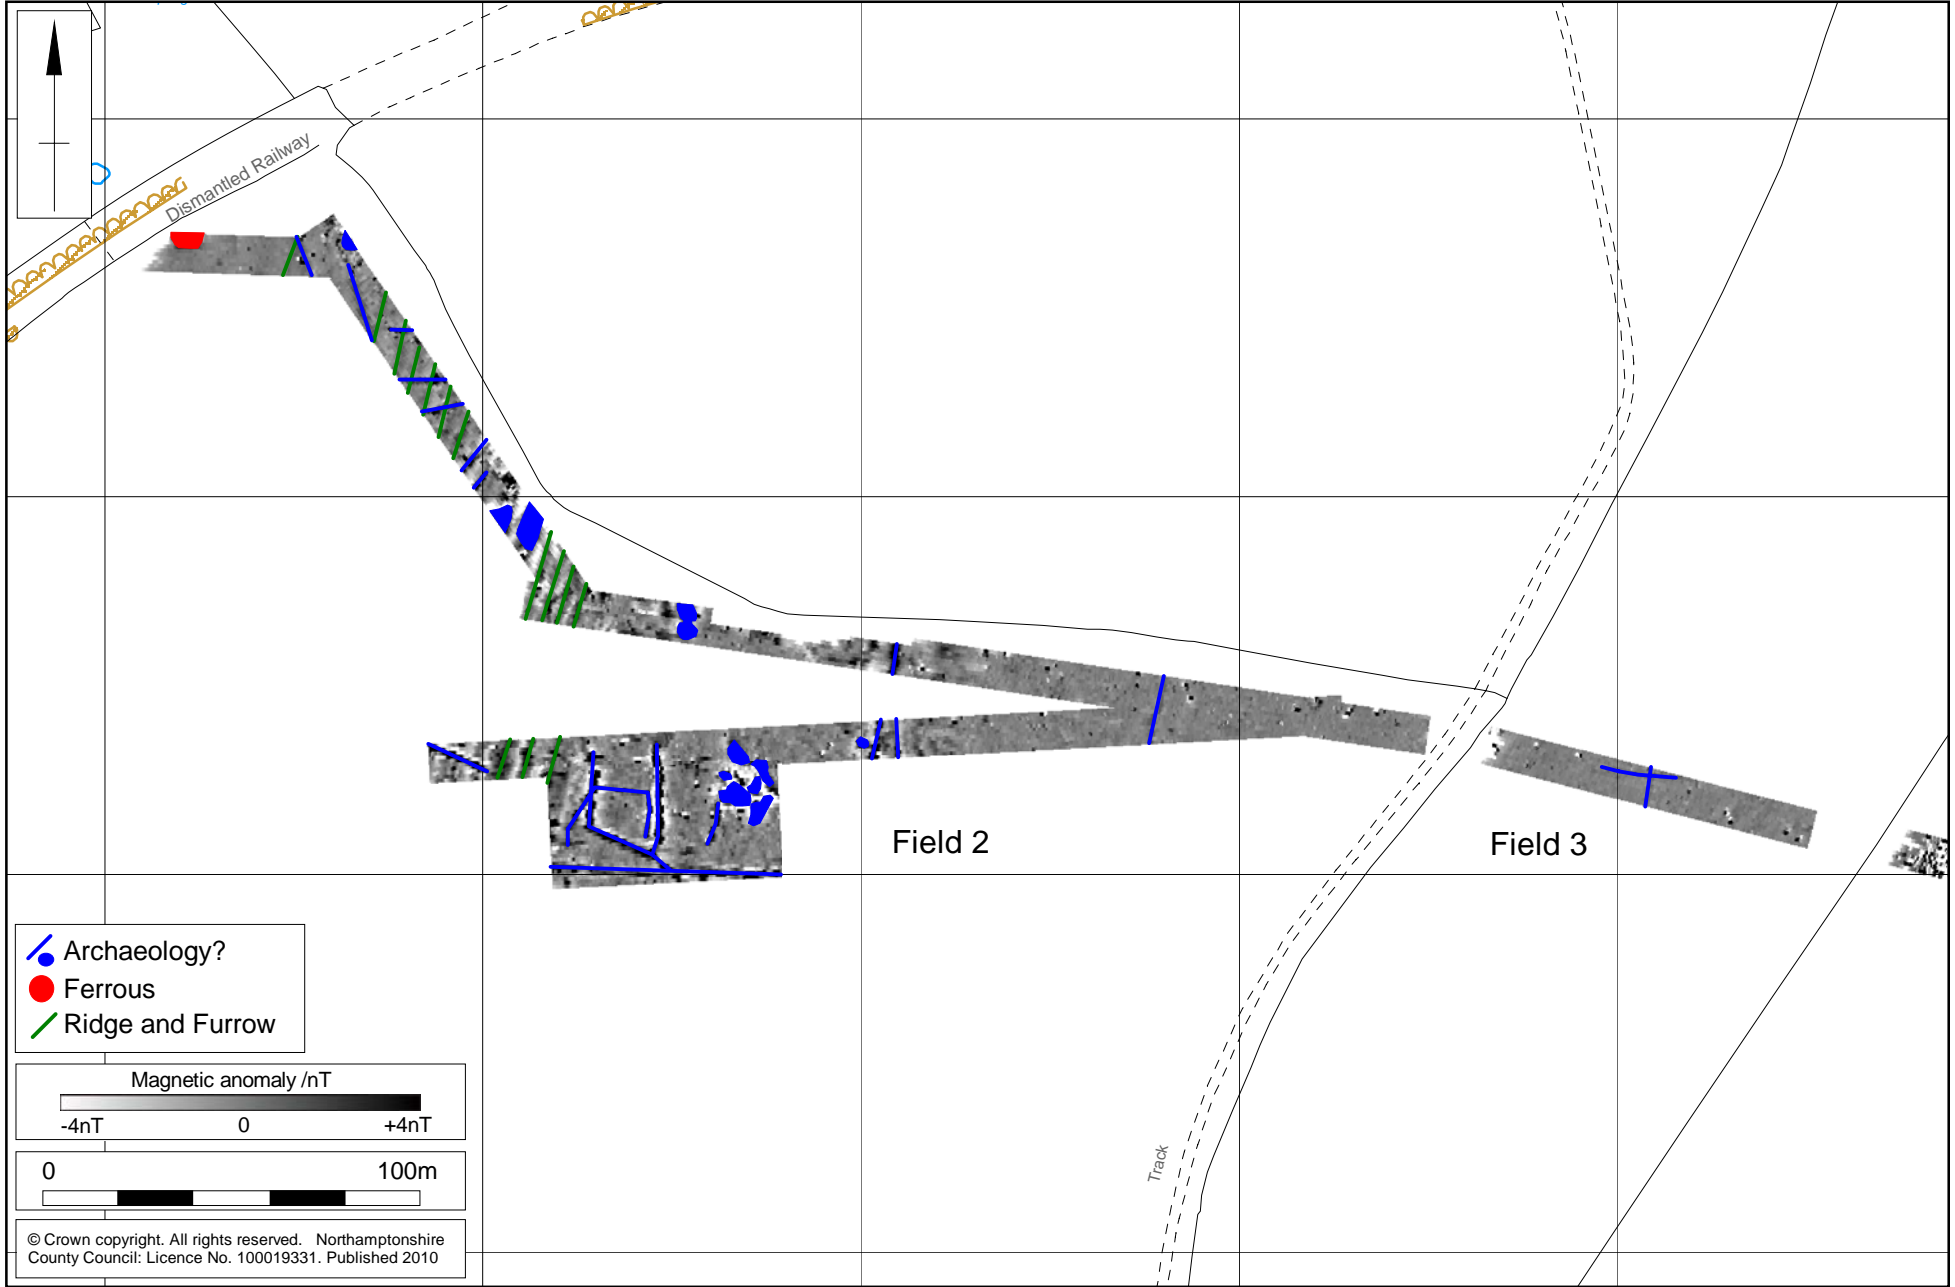 Dismantled Railway
Field 2
Field 3
Archaeology?
Ferrous
Ridge and Furrow
Magnetic anomaly /nT
-4nT 0 +4nT
0 100m
Track
© Crown copyright. All rights reserved. Northamptonshire
County Council: Licence No. 100019331. Published 2010